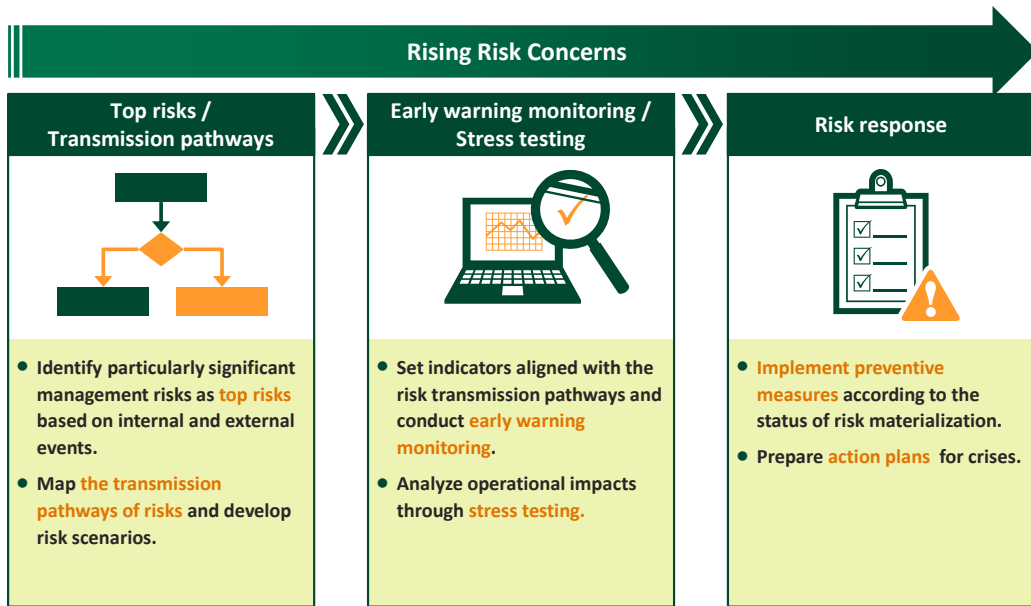 Rising Risk Concerns
Top risks /
Transmission pathways
● Identify particularly significant
management risks as top risks
based on internal and external
events.
● Map the transmission
pathways of risks and develop
risk scenarios.
Early warning monitoring /
Stress testing
● Set indicators aligned with the
risk transmission pathways and
conduct early warning
monitoring.
● Analyze operational impacts
through stress testing.
Risk response
● Implement preventive
measures according to the
status of risk materialization.
● Prepare action plans for crises.